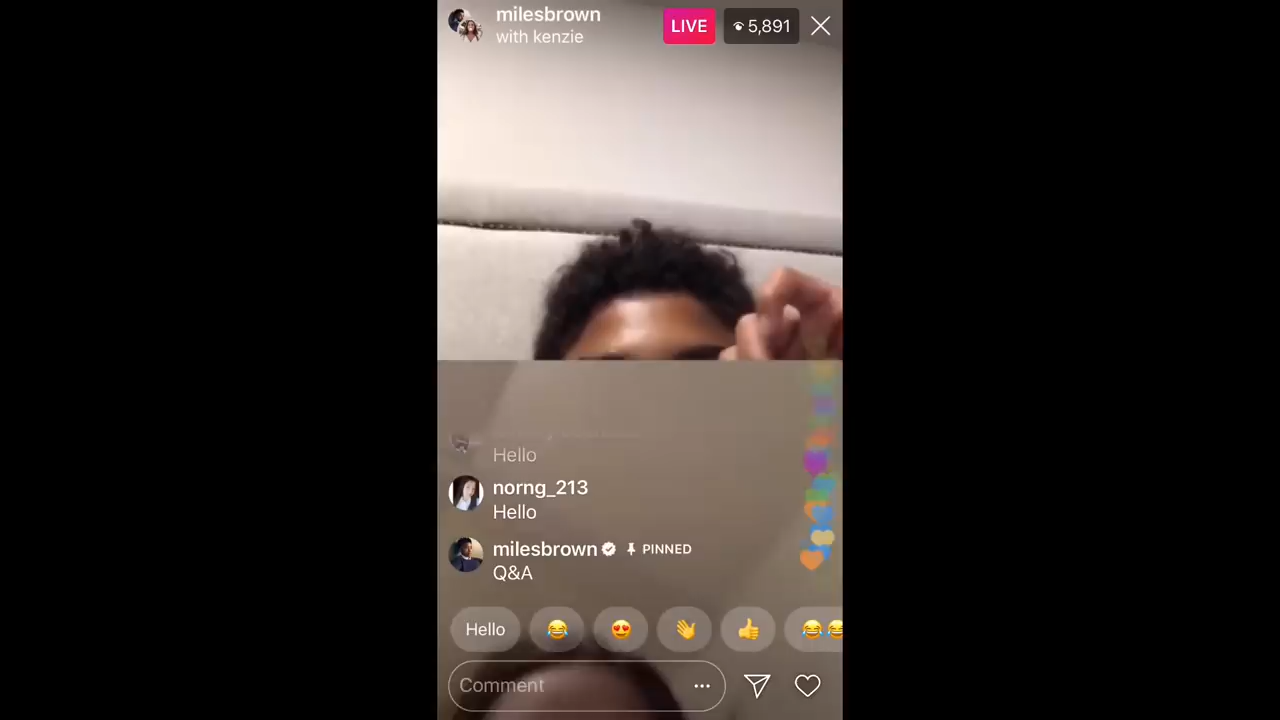 milesbrown
with kenzie
LIVE
5,891
Hello
norng_213
Hello
milesbrown PINNED
Q&A
Hello
Comment